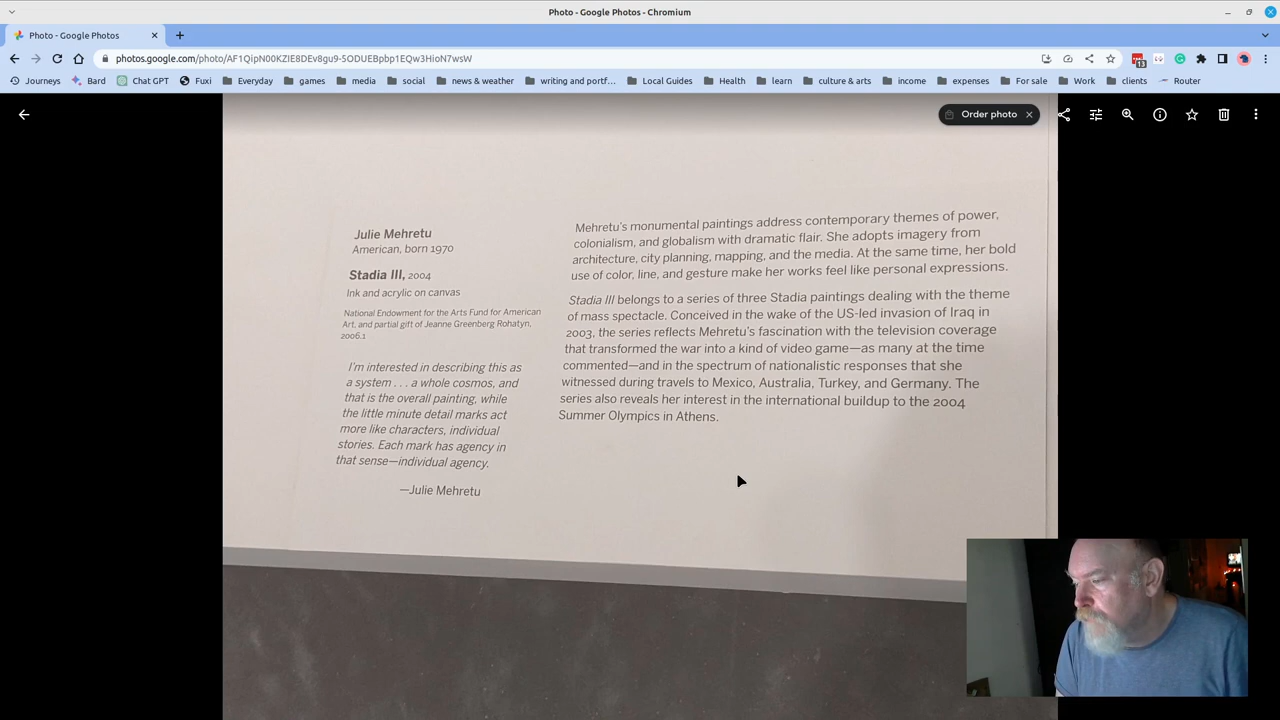 Photo - Google Photos - Chromium
Photo - Google Photos
photos.google.com/photo/AF1QipN00KZIE8DEv8gu9-5ODUEBpbp1EQw3HioN7wsW
13
Journeys Bard Chat GPT Fuxi Everyday games media social news & weather writing and portf... Local Guides Health learn culture & arts income expenses For sale Work clients Router
Order photo
Julie Mehretu
American, born 1970
Stadia III, 2004
Ink and acrylic on canvas
National Endowment for the Arts Fund for American
Art, and partial gift of Jeanne Greenberg Rohatyn,
2006.1
I'm interested in describing this as
a system . . . a whole cosmos, and
that is the overall painting, while
the little minute detail marks act
more like characters, individual
stories. Each mark has agency in
that sense—individual agency.
—Julie Mehretu
Mehretu's monumental paintings address contemporary themes of power,
colonialism, and globalism with dramatic flair. She adopts imagery from
architecture, city planning, mapping, and the media. At the same time, her bold
use of color, line, and gesture make her works feel like personal expressions.
Stadia III belongs to a series of three Stadia paintings dealing with the theme
of mass spectacle. Conceived in the wake of the US-led invasion of Iraq in
2003, the series reflects Mehretu's fascination with the television coverage
that transformed the war into a kind of video game—as many at the time
commented—and in the spectrum of nationalistic responses that she
witnessed during travels to Mexico, Australia, Turkey, and Germany. The
series also reveals her interest in the international buildup to the 2004
Summer Olympics in Athens.